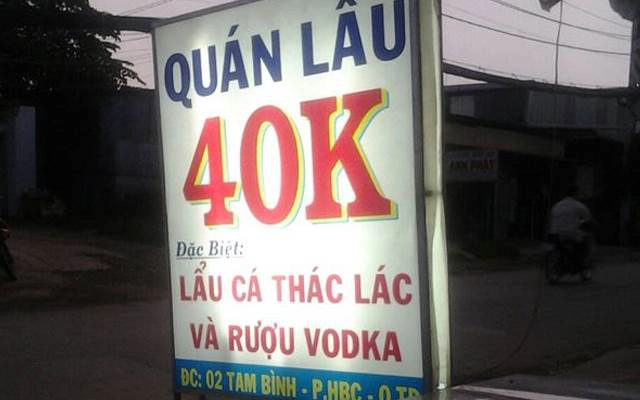 QUÁN LẨU
40K
Đặc Biệt:
LẨU CÁ THÁC LÁC
VÀ RƯỢU VODKA
ĐC: 02 TAM BÌNH - P.HBC - Q.TĐ